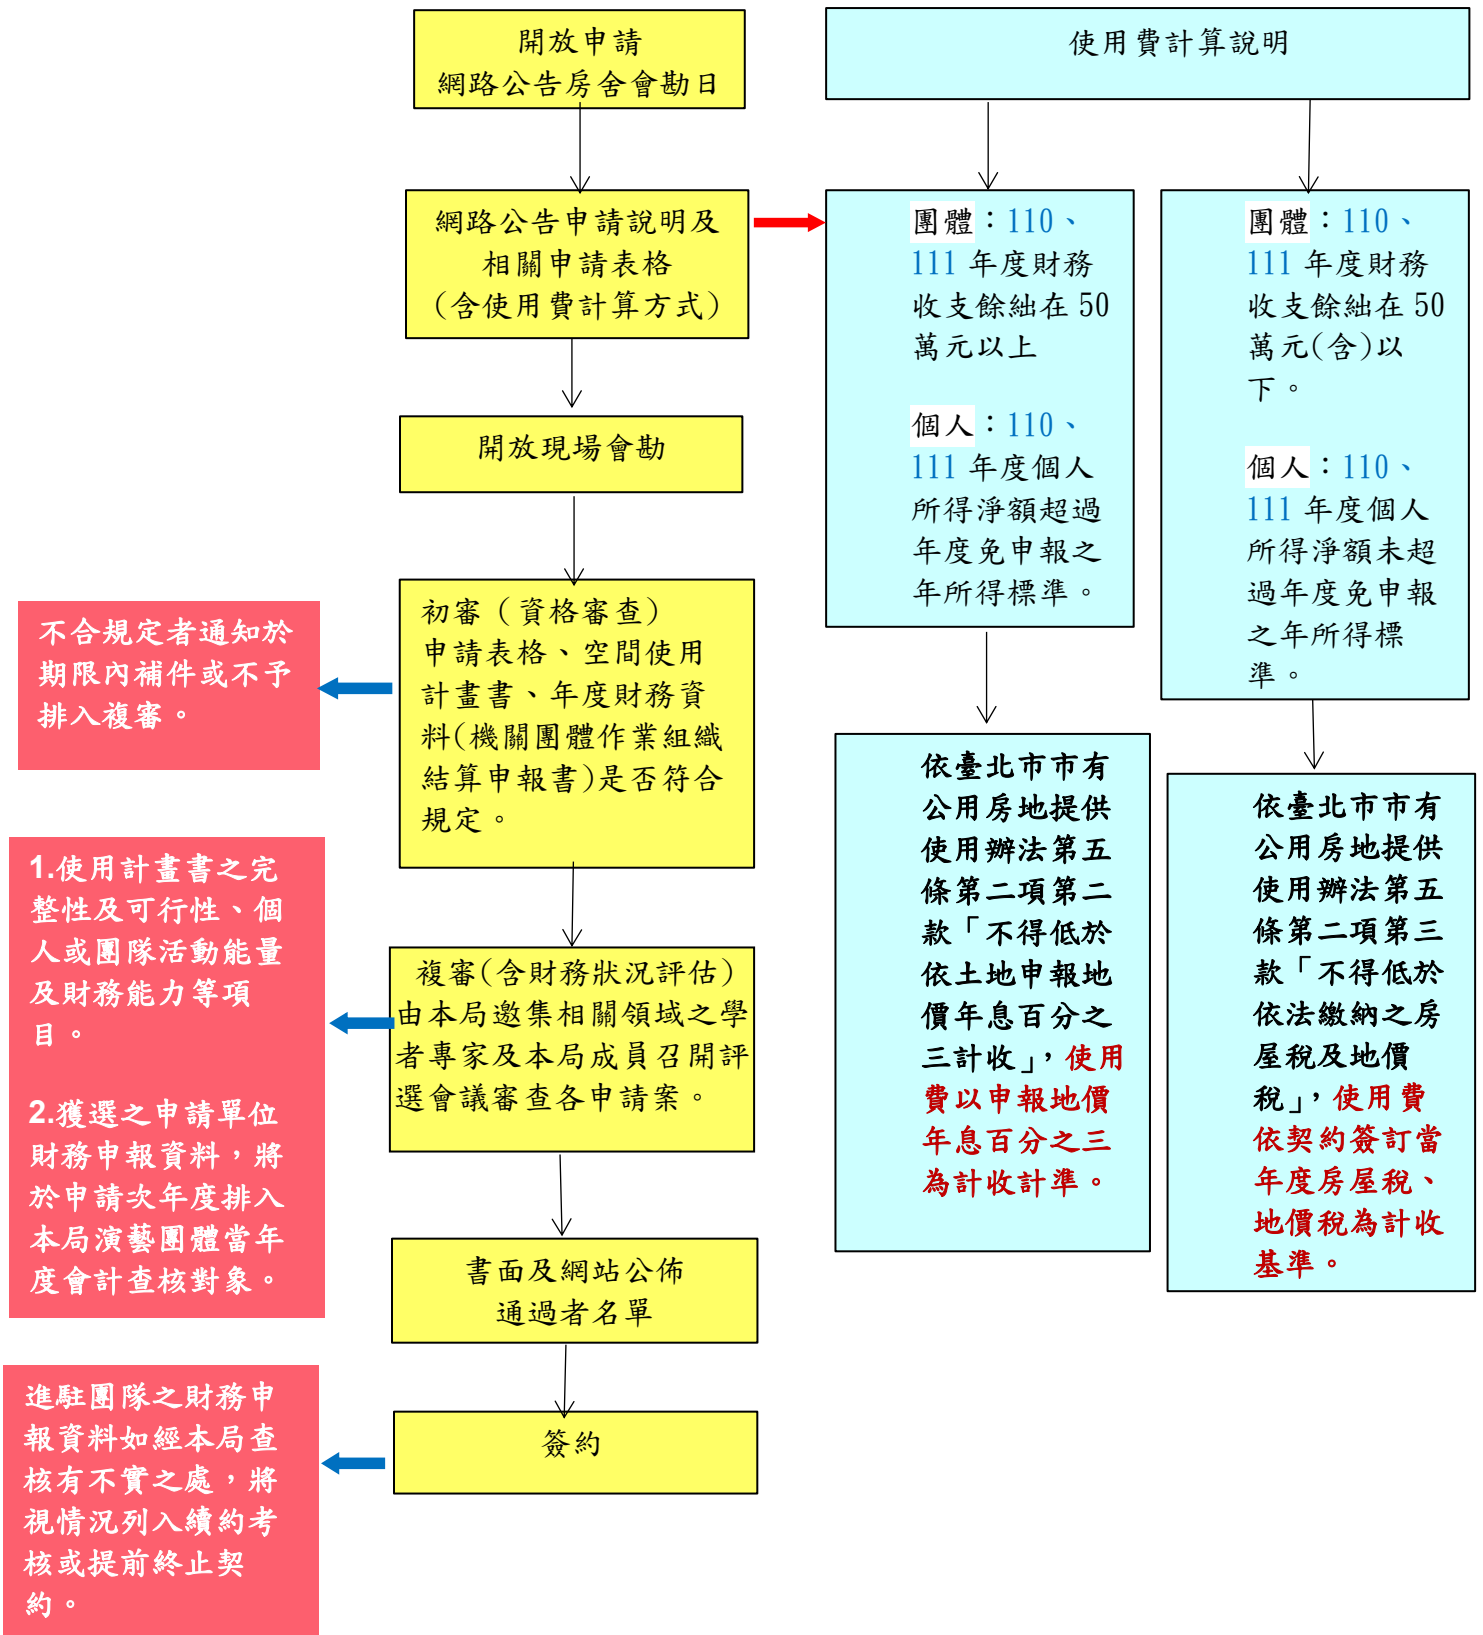 開放申請
網路公告房舍會勘日
使用費計算說明
網路公告申請說明及
相關申請表格
(含使用費計算方式)
團體：110、
111 年度財務
收支餘絀在 50
萬元以上
個人：110、
111 年度個人
所得淨額超過
年度免申報之
年所得標準。
團體：110、
111 年度財務
收支餘絀在 50
萬元(含)以
下。
個人：110、
111 年度個人
所得淨額未超
過年度免申報
之年所得標
準。
開放現場會勘
初審（資格審查）
申請表格、空間使用
計畫書、年度財務資
料(機關團體作業組織
結算申報書)是否符合
規定。
不合規定者通知於
期限內補件或不予
排入複審。
依臺北市市有
公用房地提供
使用辦法第五
條第二項第二
款「不得低於
依土地申報地
價年息百分之
三計收」，使用
費以申報地價
年息百分之三
為計收計準。
依臺北市市有
公用房地提供
使用辦法第五
條第二項第三
款「不得低於
依法繳納之房
屋稅及地價
稅」，使用費
依契約簽訂當
年度房屋稅、
地價稅為計收
基準。
1.使用計畫書之完
整性及可行性、個
人或團隊活動能量
及財務能力等項
目。
2.獲選之申請單位
財務申報資料，將
於申請次年度排入
本局演藝團體當年
度會計查核對象。
複審(含財務狀況評估)
由本局邀集相關領域之學
者專家及本局成員召開評
選會議審查各申請案。
書面及網站公佈
通過者名單
簽約
進駐團隊之財務申
報資料如經本局查
核有不實之處，將
視情況列入續約考
核或提前終止契
約。